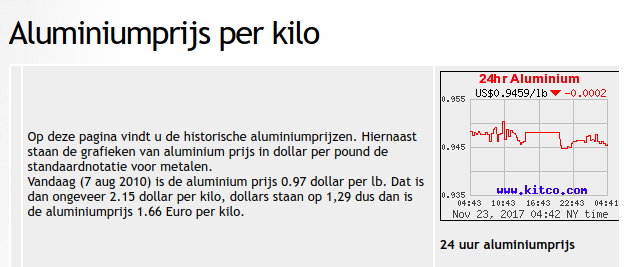 Aluminiumprijs per kilo
Op deze pagina vindt u de historische aluminiumprijzen. Hiernaast
staan de grafieken van aluminium prijs in dollar per pound de
standaardnotatie voor metalen.
Vandaag (7 aug 2010) is de aluminium prijs 0.97 dollar per lb. Dat is
dan ongeveer 2.15 dollar per kilo, dollars staan op 1,29 dus dan is
de aluminiumprijs 1.66 Euro per kilo.
24hr Aluminium
US$0.9459/lb -0.0002
0.955
0.945
0.935
www.kitco.com
04:43 10:43 16:43 22:43 04:41
Nov 23, 2017 04:42 NY time
24 uur aluminiumprijs